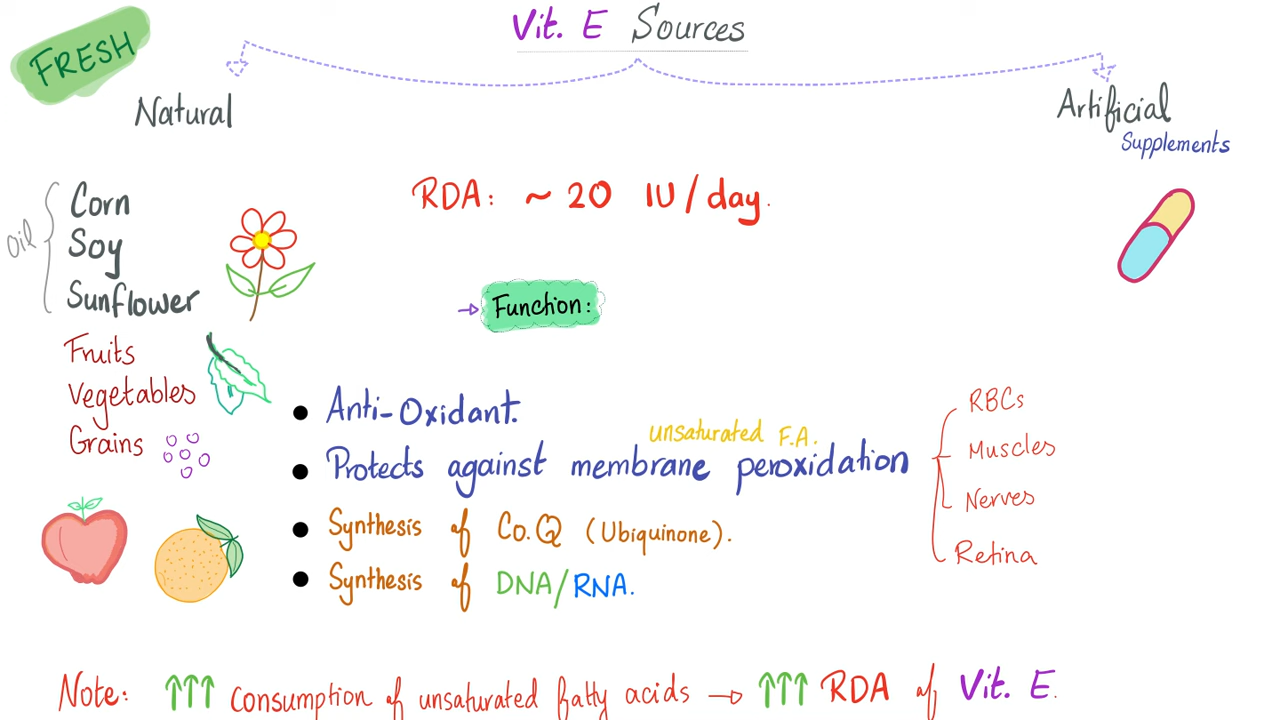 FRESH
Vit. E Sources
Natural
Artificial
Supplements
Oil
Corn
Soy
Sunflower
Fruits
Vegetables
Grains
RDA: ~ 20 IU/day.
Function:
Anti-Oxidant.
unsaturated F.A.
Protects against membrane peroxidation
RBCs
Muscles
Nerves
Retina
Synthesis of Co.Q (Ubiquinone).
Synthesis of DNA/RNA.
Note: ↑↑↑ Consumption of unsaturated fatty acids → ↑↑↑ RDA of Vit. E.